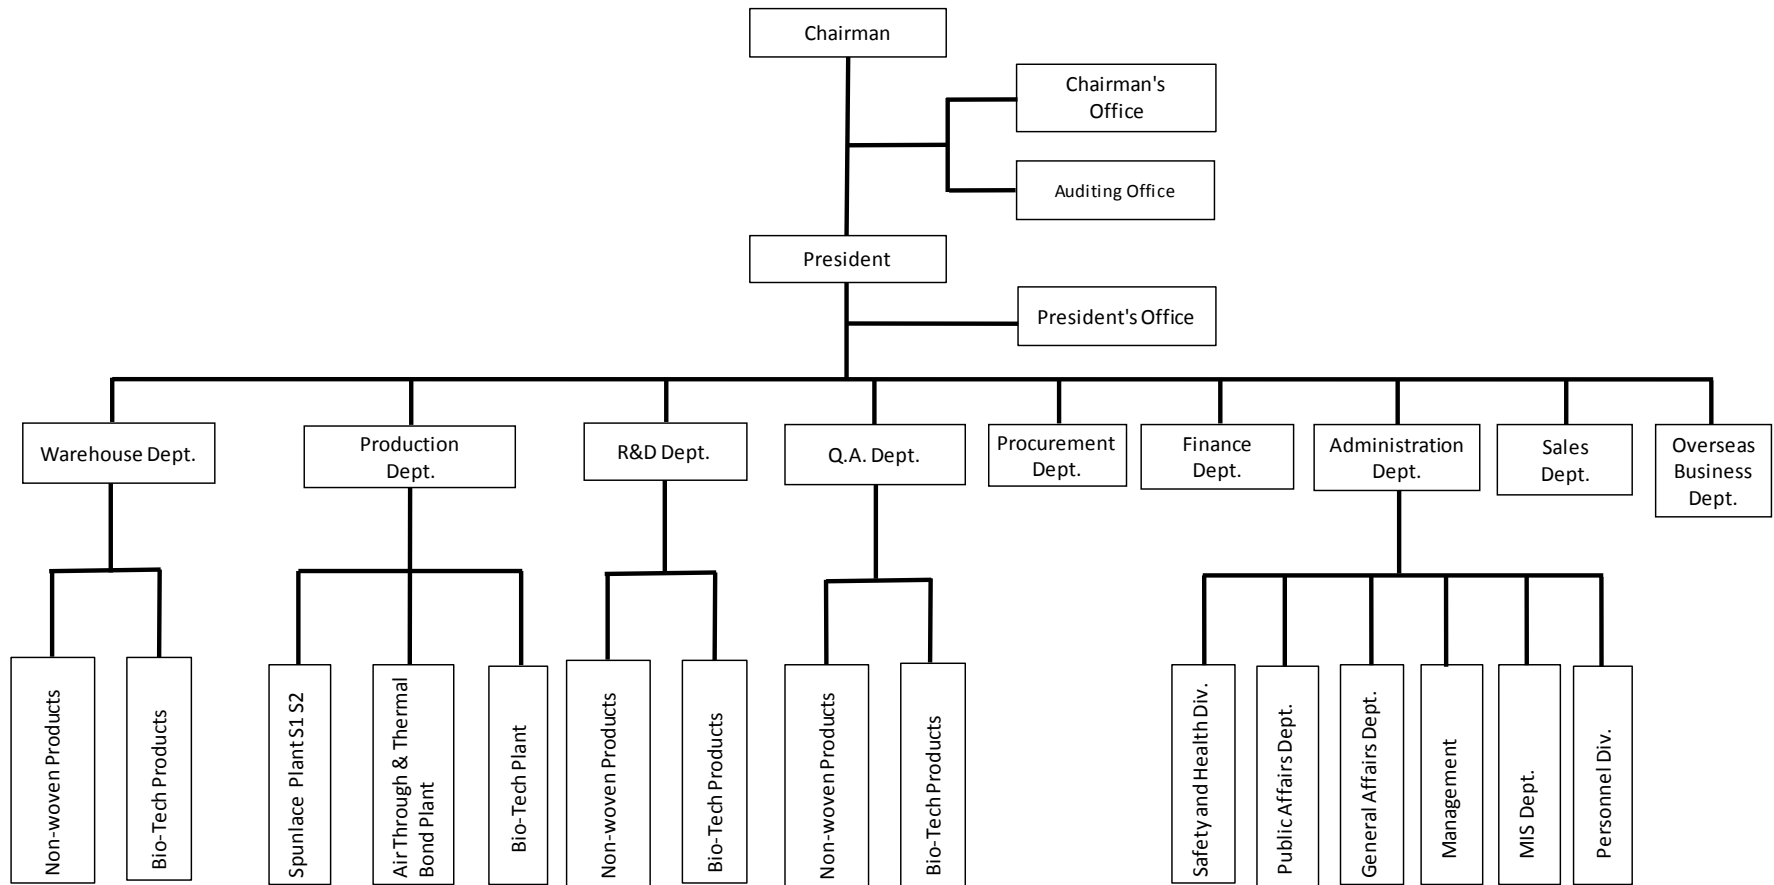 Chairman
Chairman's
Office
Auditing Office
President
President's Office
Warehouse Dept.
Production
Dept.
R&D Dept.
Q.A. Dept.
Procurement
Dept.
Finance
Dept.
Administration
Dept.
Sales
Dept.
Overseas
Business
Dept.
Non-woven Products
Bio-Tech Products
Spunlace Plant S1 S2
Air Through & Thermal
Bond Plant
Bio-Tech Plant
Non-woven Products
Bio-Tech Products
Non-woven Products
Bio-Tech Products
Safety and Health Div.
Public Affairs Dept.
General Affairs Dept.
Management
MIS Dept.
Personnel Div.